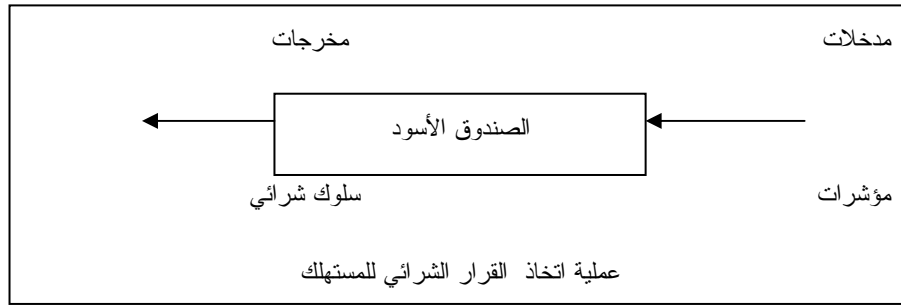 مدخلات
مخرجات
الصندوق الأسود
مؤشرات
سلوك شرائي
عملية اتخاذ القرار الشرائي للمستهلك